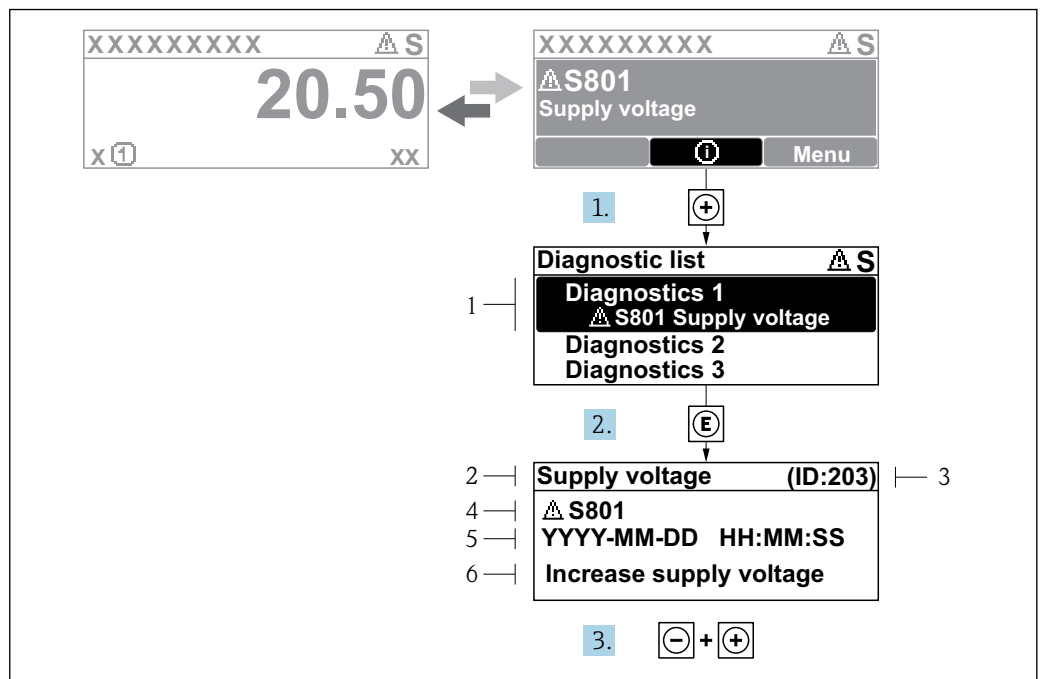 XXXXXXXXX ⚠ S
20.50
x 1 xx
XXXXXXXXX ⚠ S
⚠S801
Supply voltage
i Menu
1. +
Diagnostic list ⚠ S
1 Diagnostics 1
⚠ S801 Supply voltage
Diagnostics 2
Diagnostics 3
2. E
2 Supply voltage (ID:203) 3
4 ⚠ S801
5 YYYY-MM-DD HH:MM:SS
6 Increase supply voltage
3. - + +